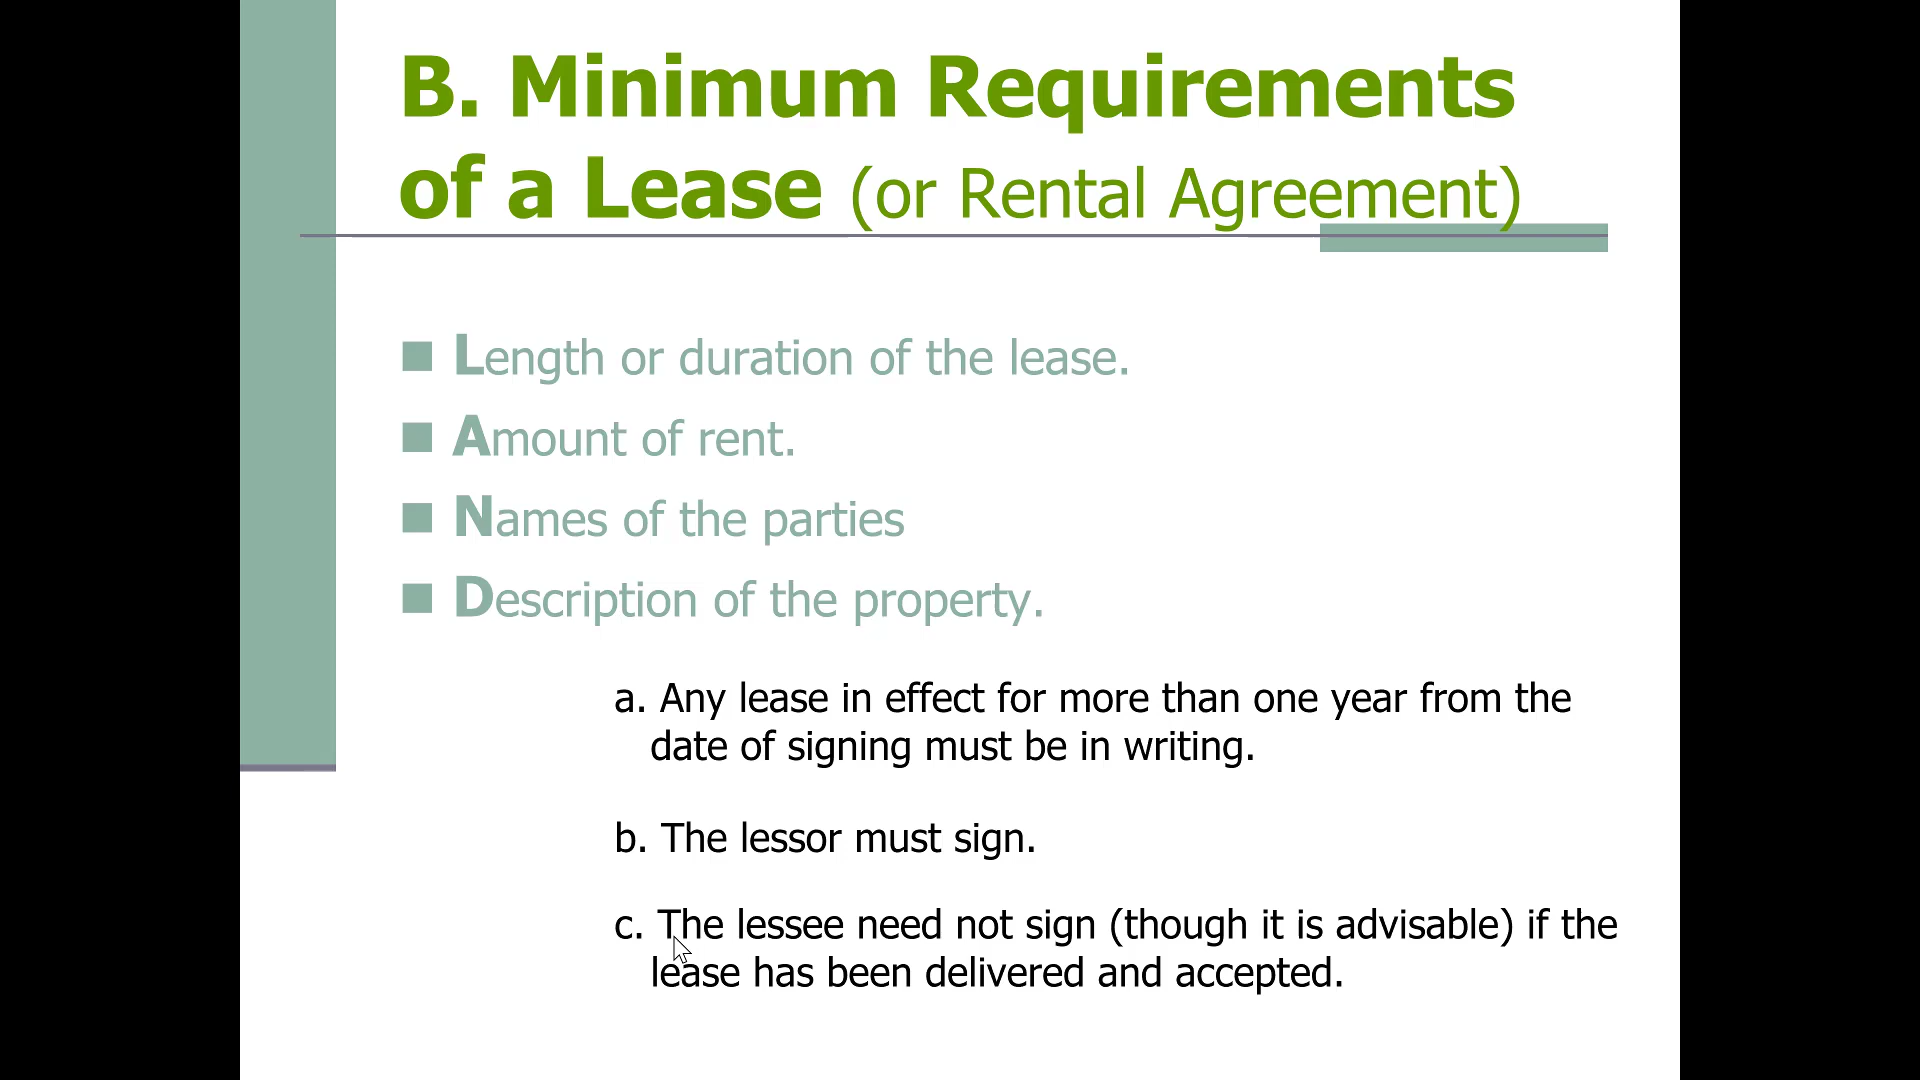 B. Minimum Requirements
of a Lease (or Rental Agreement)
Length or duration of the lease.
Amount of rent.
Names of the parties
Description of the property.
a. Any lease in effect for more than one year from the
date of signing must be in writing.
b. The lessor must sign.
c. The lessee need not sign (though it is advisable) if the
lease has been delivered and accepted.